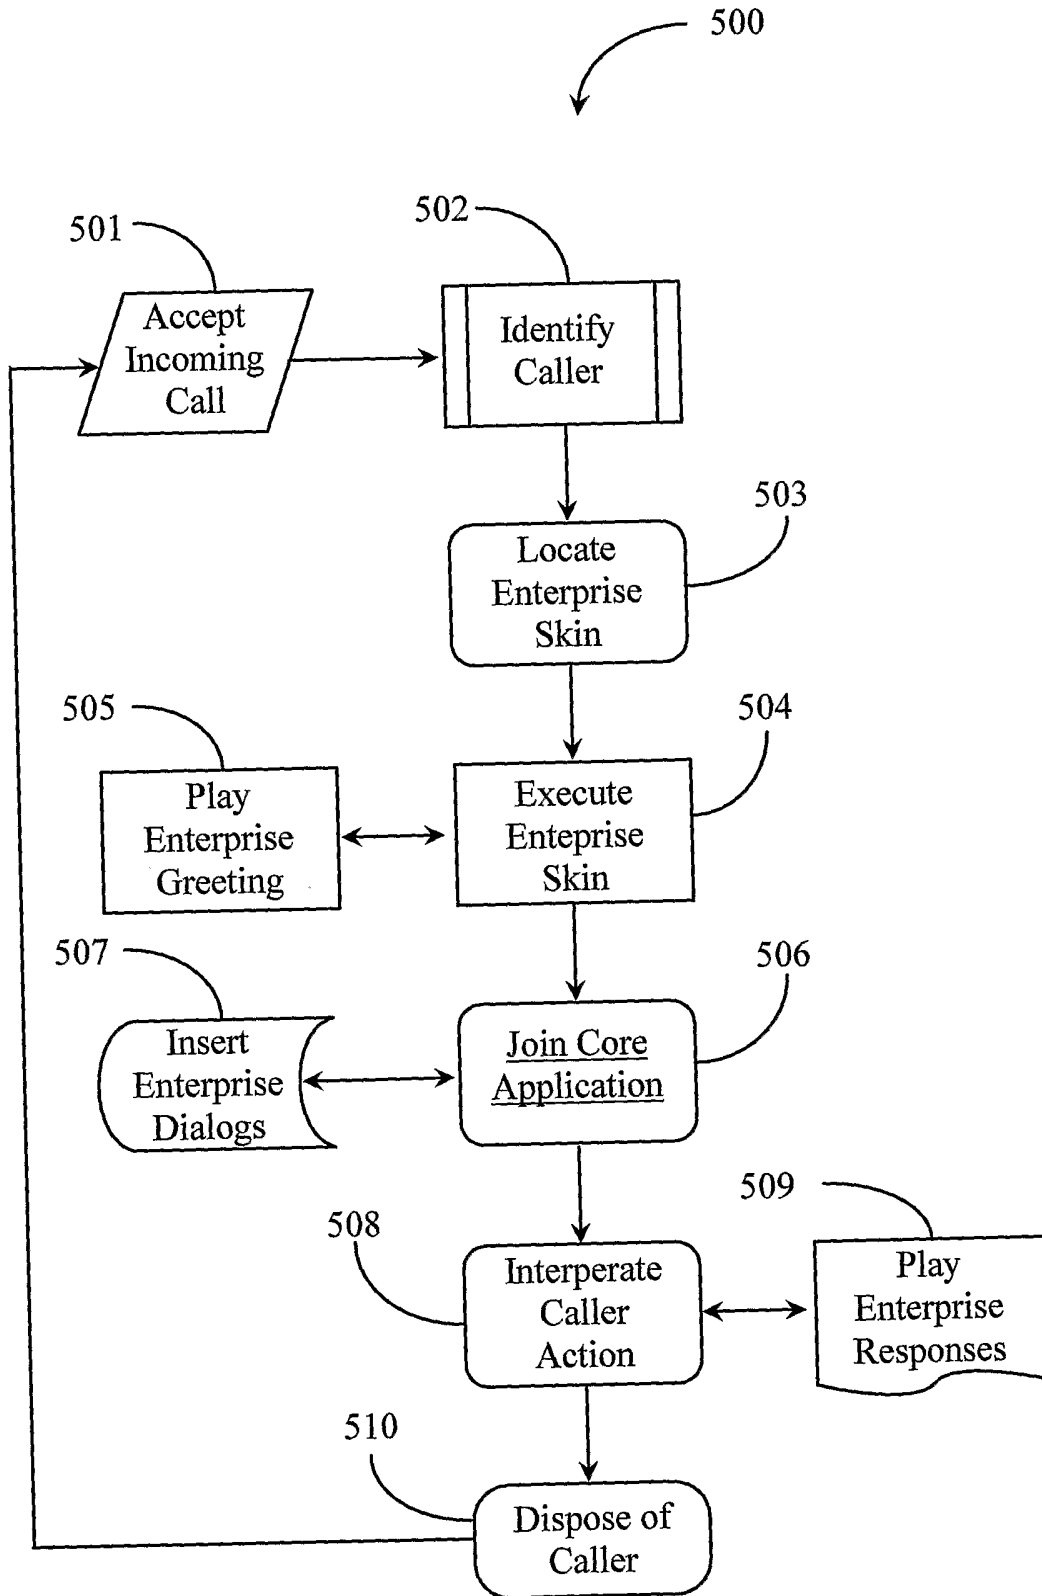 500
501
502
Accept
Incoming
Call
Identify
Caller
503
Locate
Enterprise
Skin
505
504
Play
Enterprise
Greeting
Execute
Enteprise
Skin
507
506
Insert
Enterprise
Dialogs
Join Core
Application
508
509
Interperate
Caller
Action
Play
Enterprise
Responses
510
Dispose of
Caller